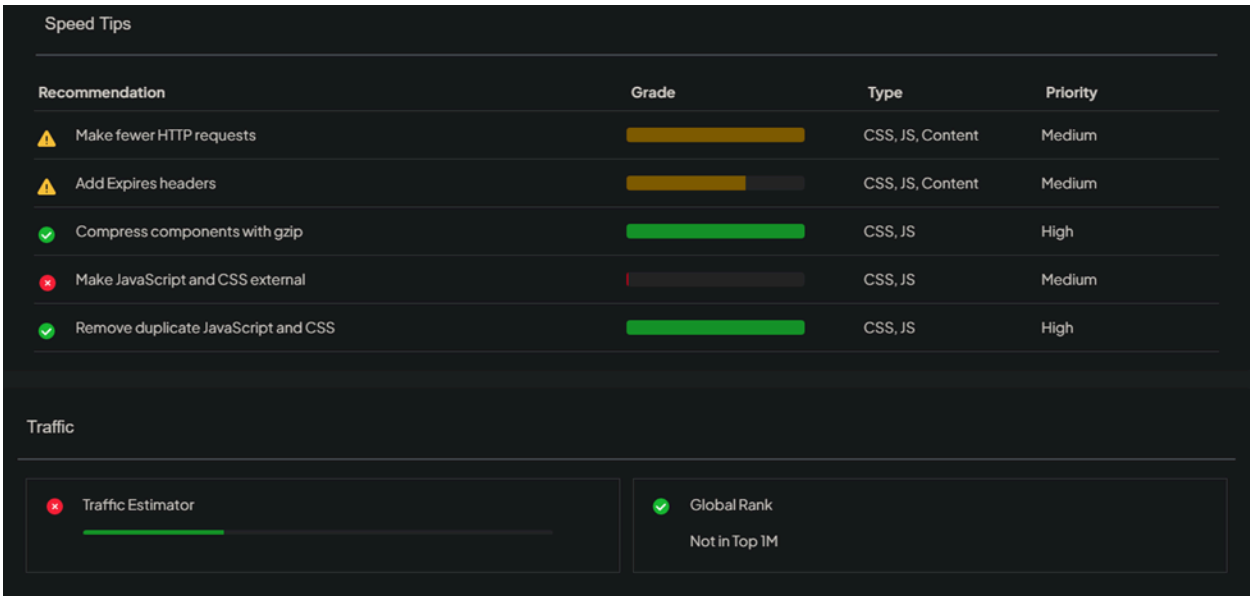 Speed Tips
Recommendation Grade Type Priority
Make fewer HTTP requests CSS, JS, Content Medium
Add Expires headers CSS, JS, Content Medium
Compress components with gzip CSS, JS High
Make JavaScript and CSS external CSS, JS Medium
Remove duplicate JavaScript and CSS CSS, JS High
Traffic
Traffic Estimator
Global Rank
Not in Top 1M